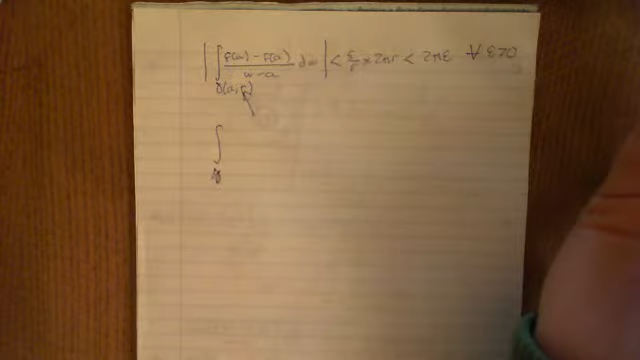 | ∫ f(w) - f(a) / w - a dw | < ε/r × 2πr > 2πε ∀ ε>0
γ(a, r)
∫